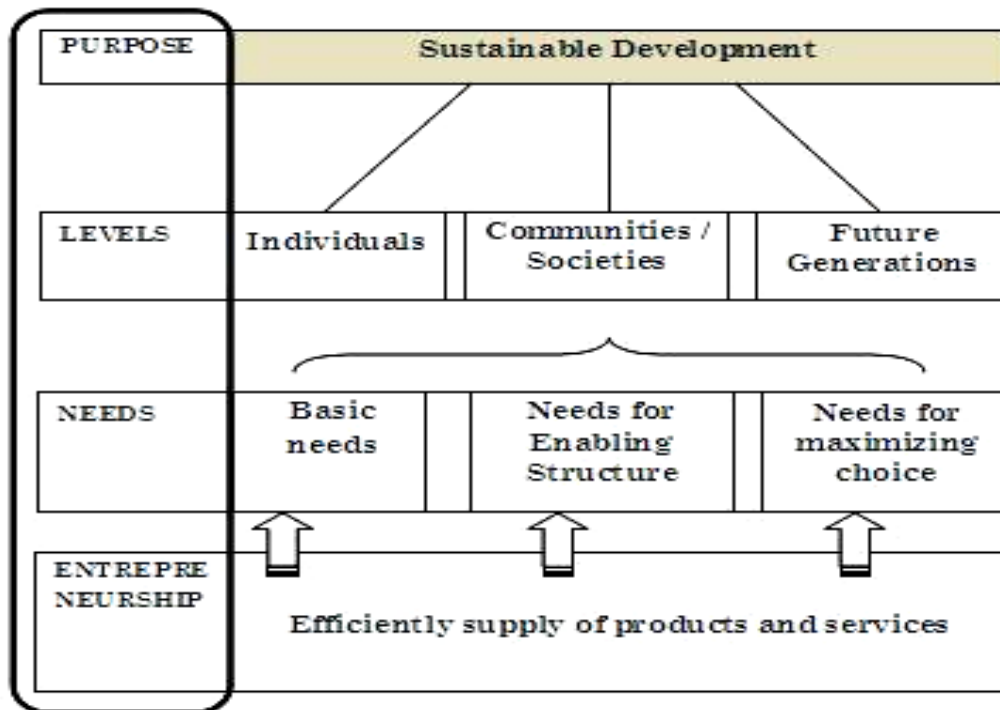 PURPOSE
Sustainable Development
LEVELS
Individuals
Communities /
Societies
Future
Generations
NEEDS
Basic
needs
Needs for
Enabling
Structure
Needs for
maximizing
choice
ENTREPRE
NEURSHIP
Efficiently supply of products and services